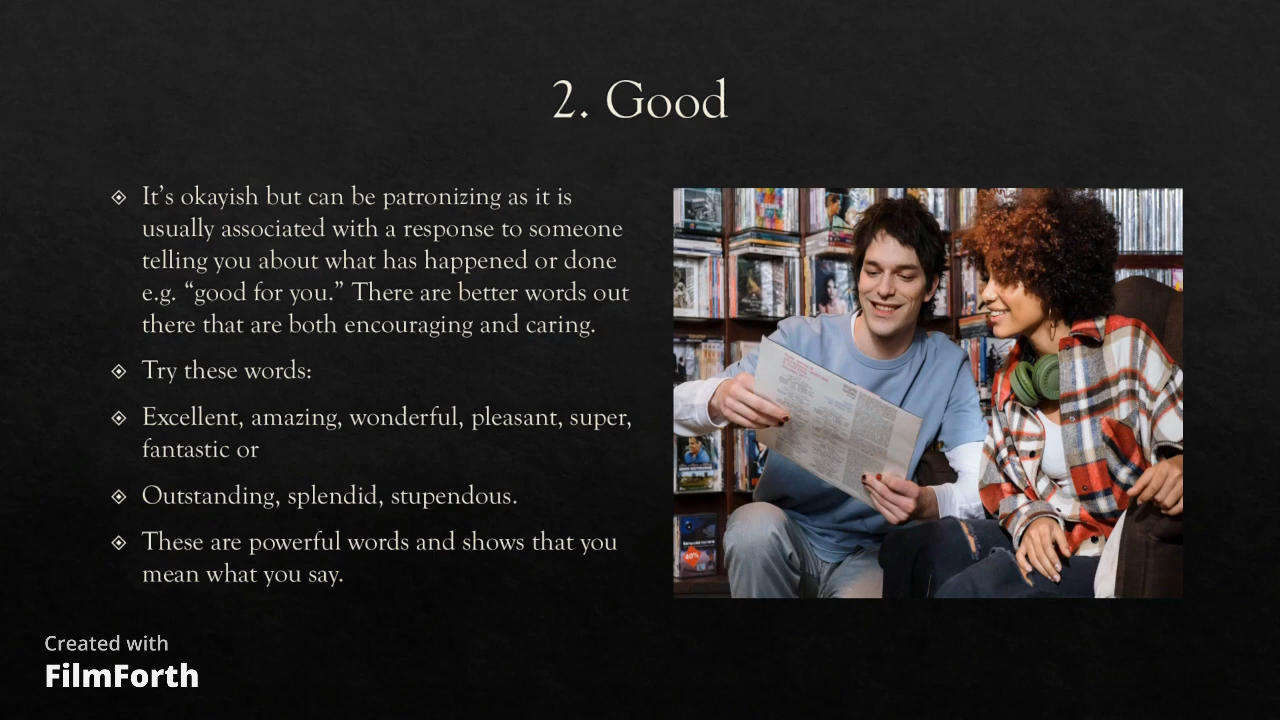 2. Good
It’s okayish but can be patronizing as it is
usually associated with a response to someone
telling you about what has happened or done
e.g. “good for you.” There are better words out
there that are both encouraging and caring.
Try these words:
Excellent, amazing, wonderful, pleasant, super,
fantastic or
Outstanding, splendid, stupendous.
These are powerful words and shows that you
mean what you say.
40%
Created with
FilmForth